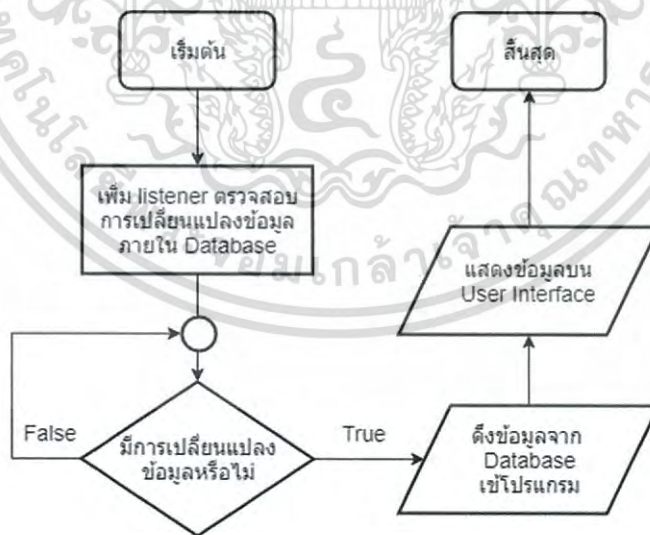 เริ่มต้น
เพิ่ม listener ตรวจสอบ
การเปลี่ยนแปลงข้อมูล
ภายใน Database
False
มีการเปลี่ยนแปลง
ข้อมูลหรือไม่
True
ดึงข้อมูลจาก
Database
เข้โปรแกรม
แสดงข้อมูลบน
User Interface
สิ้นสุด